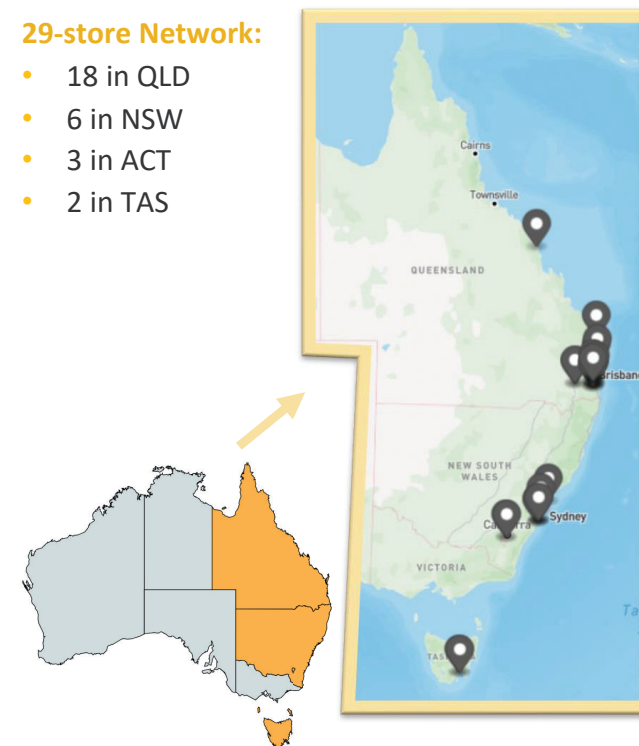 29-store Network:
• 18 in QLD
• 6 in NSW
• 3 in ACT
• 2 in TAS
Cairns
Townsville
QUEENSLAND
Brisban
NEW SOUTH
WALES
Sydney
VICTORIA